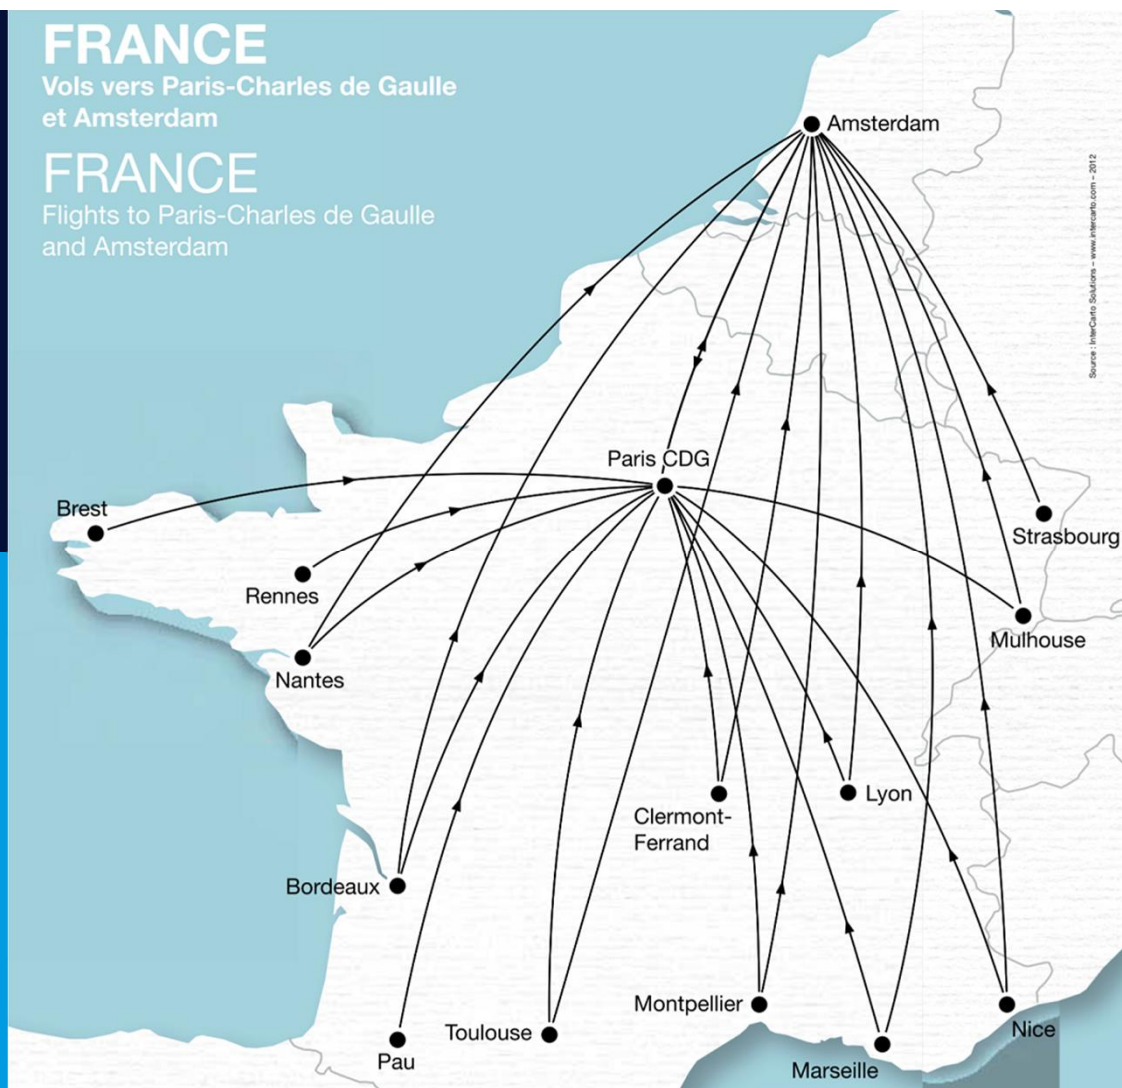 FRANCE
Vols vers Paris-Charles de Gaulle
et Amsterdam
FRANCE
Flights to Paris-Charles de Gaulle
and Amsterdam
Amsterdam
Source : InterCarto Solutions – www.intercarto.com – 2012
Paris CDG
Brest
Strasbourg
Rennes
Mulhouse
Nantes
Clermont-
Ferrand
Lyon
Bordeaux
Montpellier
Nice
Toulouse
Pau
Marseille